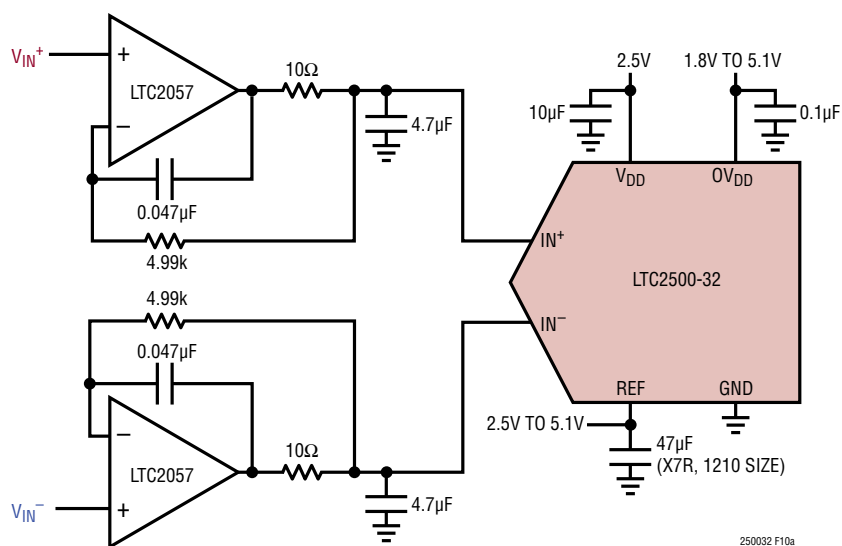 VIN+
+
LTC2057
−
10Ω
4.7µF
0.047µF
4.99k
4.99k
0.047µF
−
LTC2057
+
VIN−
10Ω
4.7µF
2.5V
1.8V TO 5.1V
10µF
0.1µF
VDD
OVDD
IN+
LTC2500-32
IN−
REF
GND
2.5V TO 5.1V
47µF
(X7R, 1210 SIZE)
250032 F10a